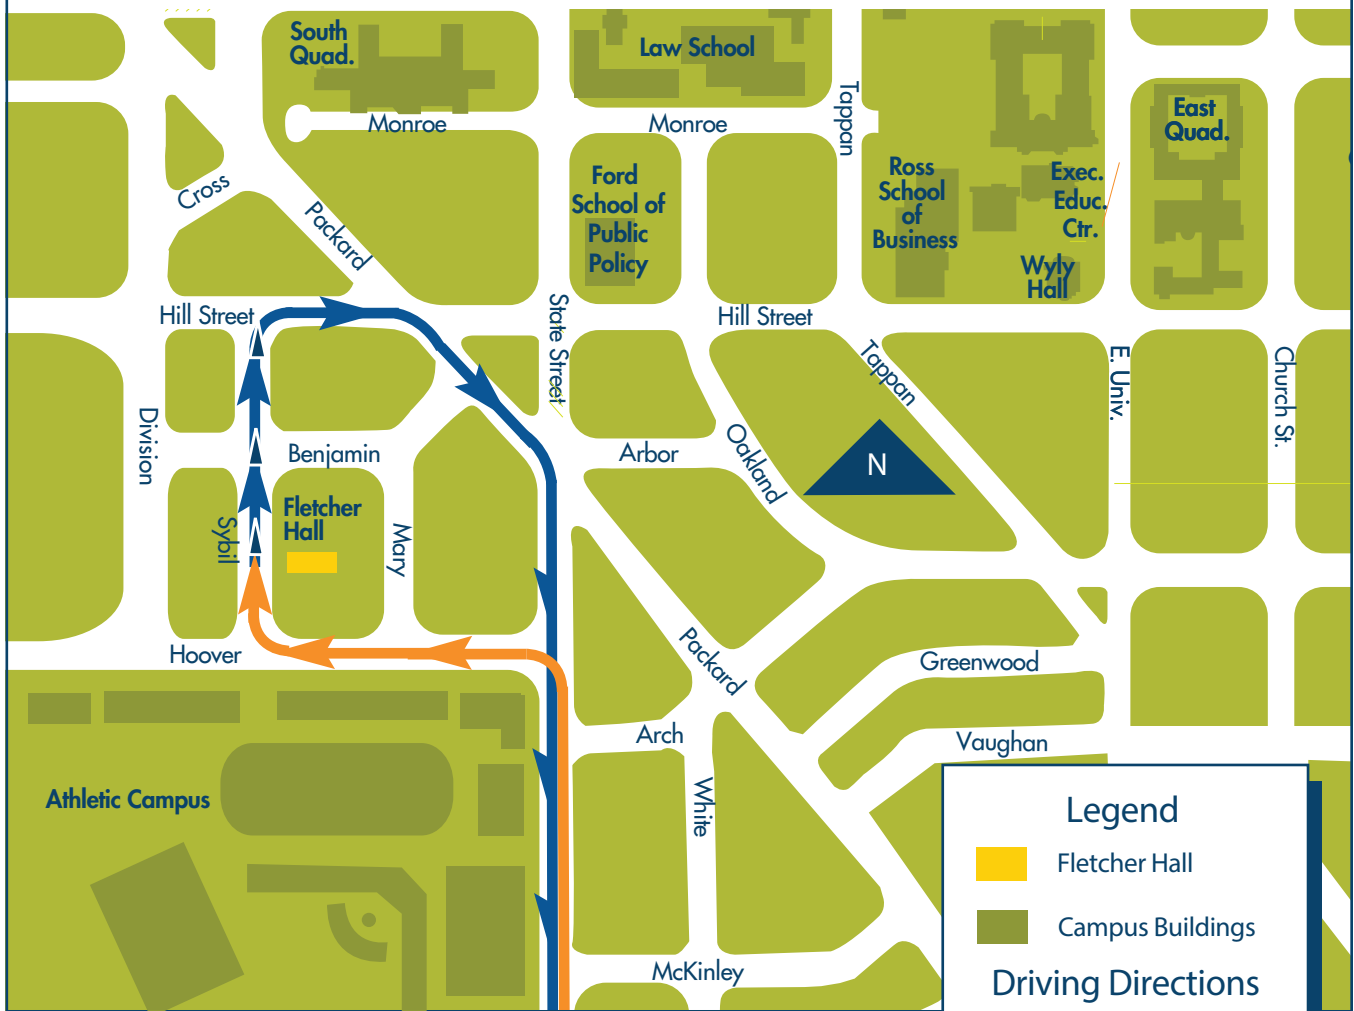 South
Quad.
Law School
Monroe
Monroe
Tappan
East
Quad.
Cross
Packard
Ford
School of
Public
Policy
Ross
School
of
Business
Exec.
Educ.
Ctr.
Wyly
Hall
Hill Street
State Street
Hill Street
Tappan
E. Univ.
Church St.
Division
Benjamin
Arbor
Oakland
N
Fletcher
Hall
Sybil
Mary
Hoover
Packard
Greenwood
Arch
Vaughan
Athletic Campus
White
McKinley
Legend
Fletcher Hall
Campus Buildings
Driving Directions